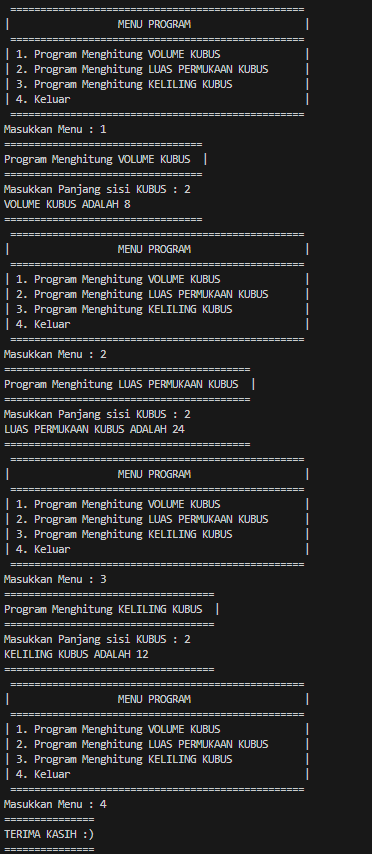 =================================================
|                  MENU PROGRAM                   |
=================================================
| 1. Program Menghitung VOLUME KUBUS              |
| 2. Program Menghitung LUAS PERMUKAAN KUBUS      |
| 3. Program Menghitung KELILING KUBUS            |
| 4. Keluar                                       |
=================================================
Masukkan Menu : 1
=================================
Program Menghitung VOLUME KUBUS  |
=================================
Masukkan Panjang sisi KUBUS : 2
VOLUME KUBUS ADALAH 8
=================================
=================================================
|                  MENU PROGRAM                   |
=================================================
| 1. Program Menghitung VOLUME KUBUS              |
| 2. Program Menghitung LUAS PERMUKAAN KUBUS      |
| 3. Program Menghitung KELILING KUBUS            |
| 4. Keluar                                       |
=================================================
Masukkan Menu : 2
=========================================
Program Menghitung LUAS PERMUKAAN KUBUS  |
=========================================
Masukkan Panjang sisi KUBUS : 2
LUAS PERMUKAAN KUBUS ADALAH 24
=========================================
=================================================
|                  MENU PROGRAM                   |
=================================================
| 1. Program Menghitung VOLUME KUBUS              |
| 2. Program Menghitung LUAS PERMUKAAN KUBUS      |
| 3. Program Menghitung KELILING KUBUS            |
| 4. Keluar                                       |
=================================================
Masukkan Menu : 3
===================================
Program Menghitung KELILING KUBUS  |
===================================
Masukkan Panjang sisi KUBUS : 2
KELILING KUBUS ADALAH 12
===================================
=================================================
|                  MENU PROGRAM                   |
=================================================
| 1. Program Menghitung VOLUME KUBUS              |
| 2. Program Menghitung LUAS PERMUKAAN KUBUS      |
| 3. Program Menghitung KELILING KUBUS            |
| 4. Keluar                                       |
=================================================
Masukkan Menu : 4
===============
TERIMA KASIH :)
===============